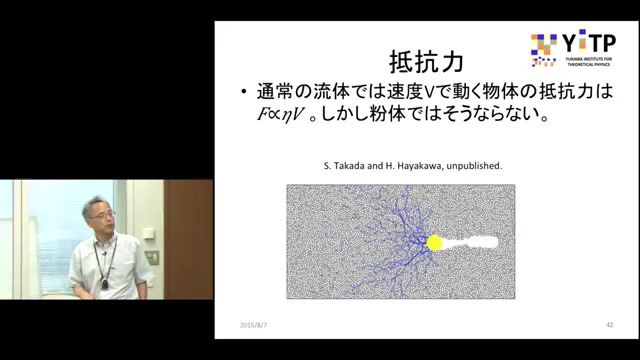 YiTP
YUKAWA INSTITUTE FOR
THEORETICAL PHYSICS
抵抗力
• 通常の流体では速度Vで動く物体の抵抗力は
F∝ηV 。しかし粉体ではそうならない。
S. Takada and H. Hayakawa, unpublished.
2015/8/7
42